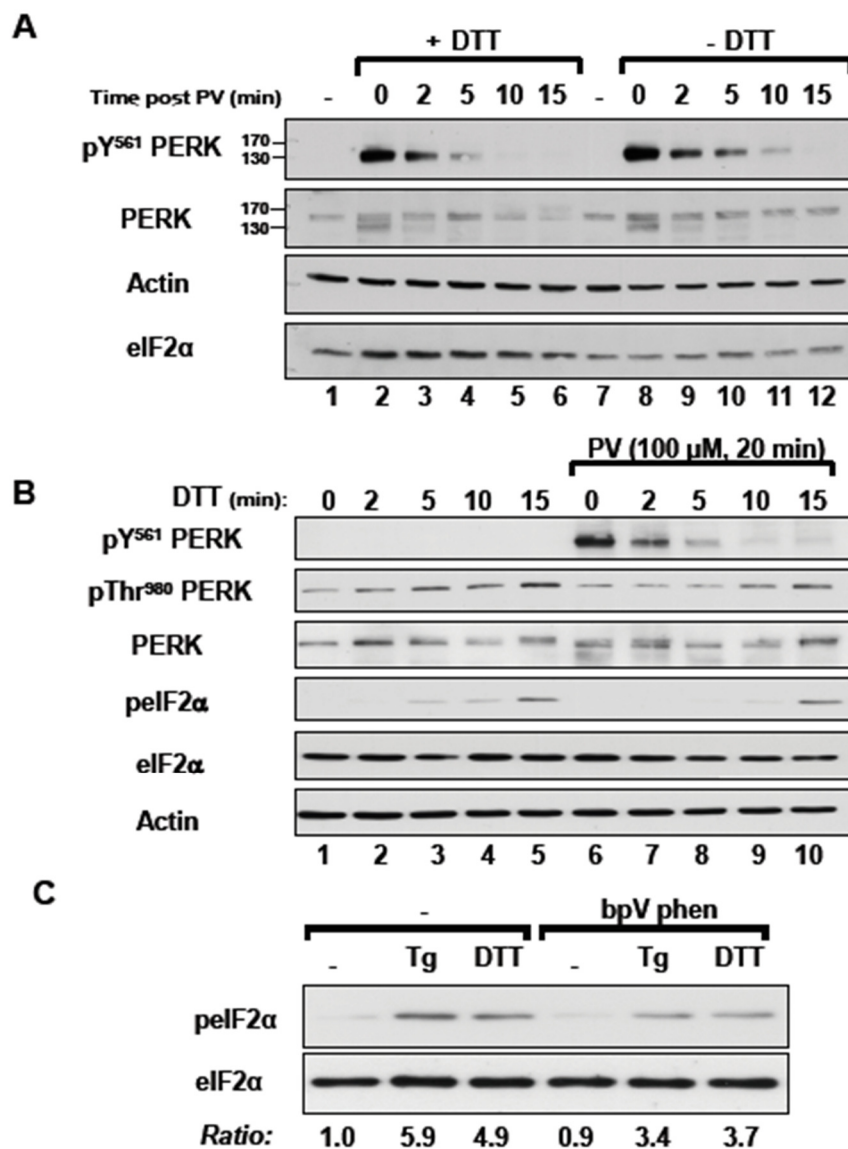 A
+ DTT - DTT
Time post PV (min) - 0 2 5 10 15 - 0 2 5 10 15
pY⁵⁶¹ PERK 170 130
PERK 170 130
Actin
eIF2α
1 2 3 4 5 6 7 8 9 10 11 12
PV (100 µM, 20 min)
B
DTT (min): 0 2 5 10 15 0 2 5 10 15
pY⁵⁶¹ PERK
pThr⁹⁸⁰ PERK
PERK
peIF2α
eIF2α
Actin
1 2 3 4 5 6 7 8 9 10
C
- bpV phen
- Tg DTT - Tg DTT
peIF2α
eIF2α
Ratio: 1.0 5.9 4.9 0.9 3.4 3.7